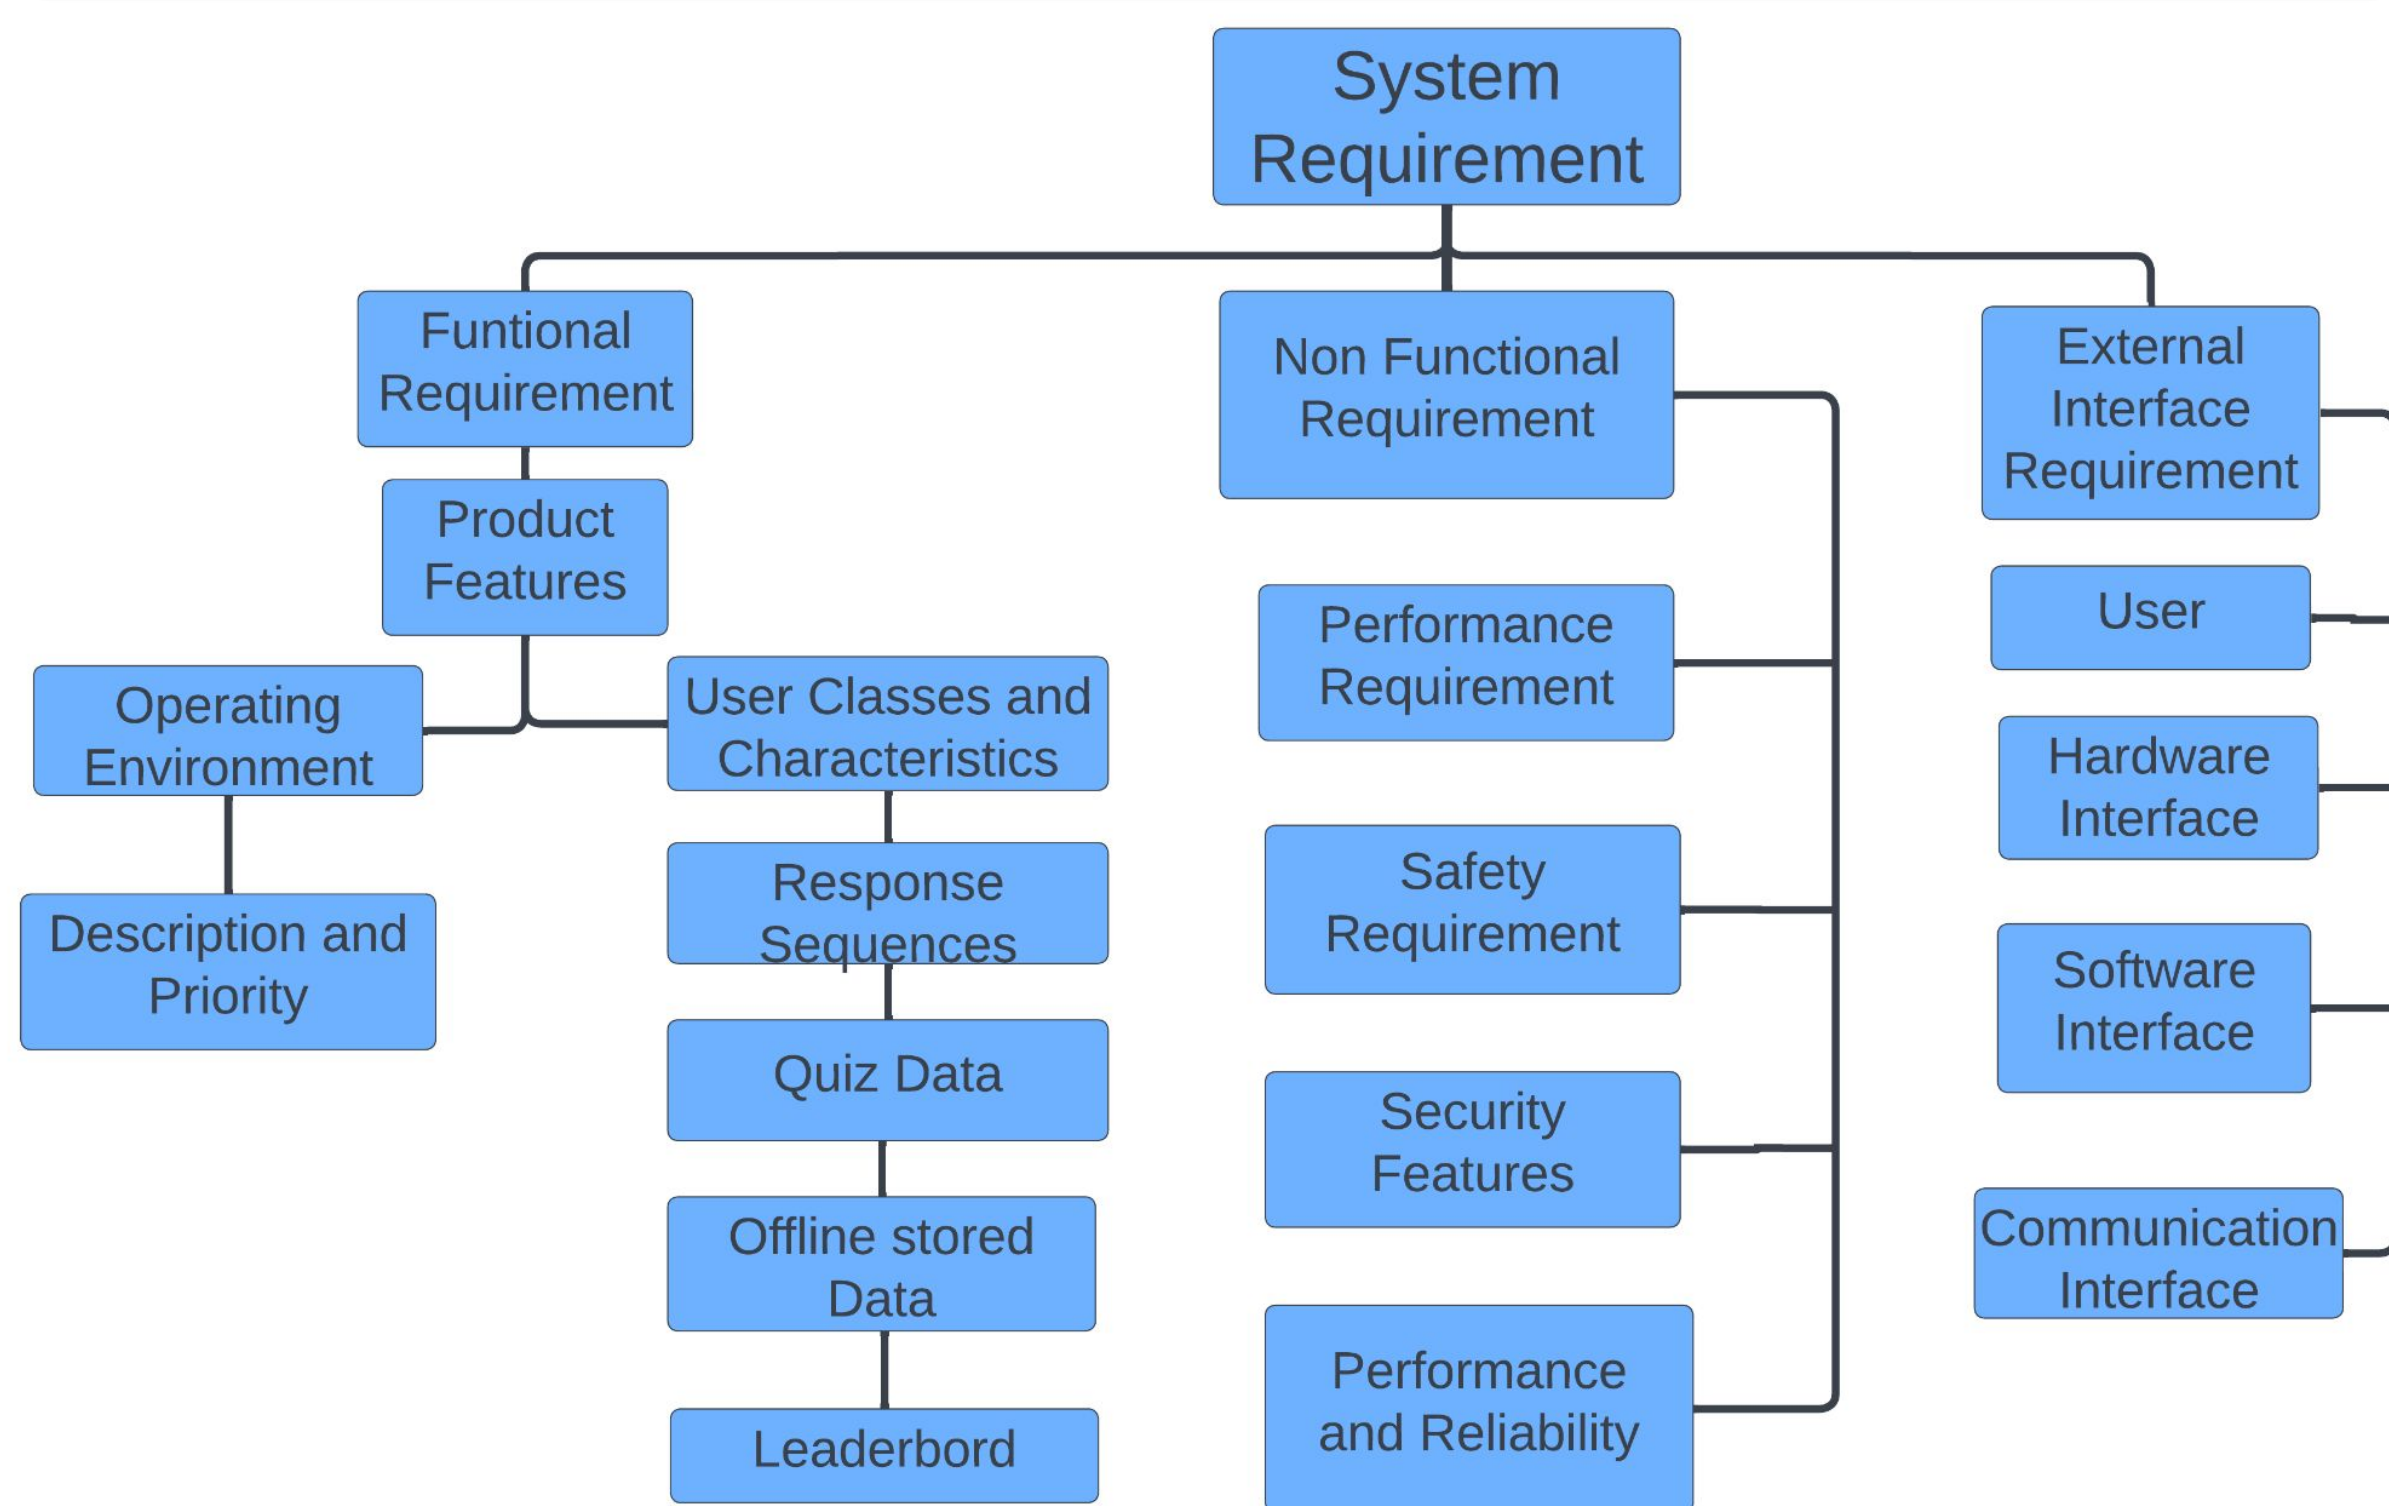 System
Requirement
Funtional
Requirement
Product
Features
Operating
Environment
Description and
Priority
User Classes and
Characteristics
Response
Sequences
Quiz Data
Offline stored
Data
Leaderbord
Non Functional
Requirement
Performance
Requirement
Safety
Requirement
Security
Features
Performance
and Reliability
External
Interface
Requirement
User
Hardware
Interface
Software
Interface
Communication
Interface